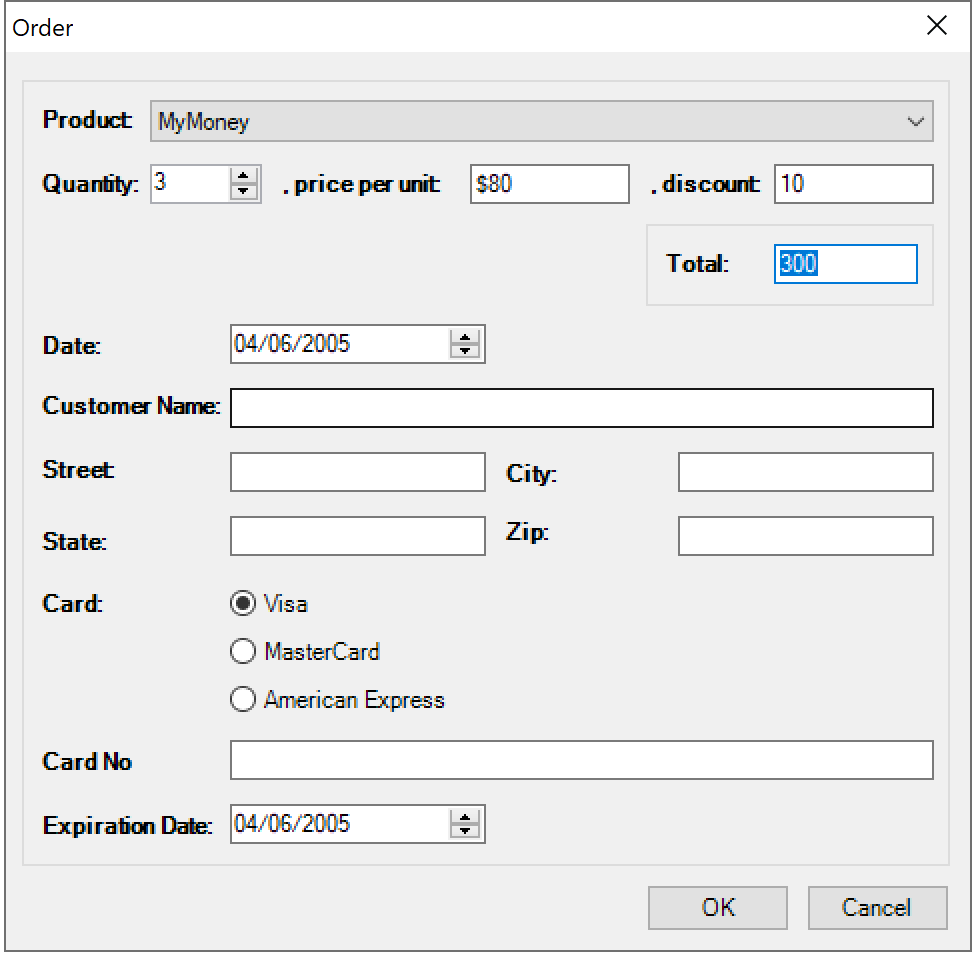 Order
Product: MyMoney
Quantity: 3 . price per unit: $80 . discount: 10
Total: 300
Date: 04/06/2005
Customer Name:
Street:
City:
State:
Zip:
Card: Visa
MasterCard
American Express
Card No
Expiration Date: 04/06/2005
OK Cancel